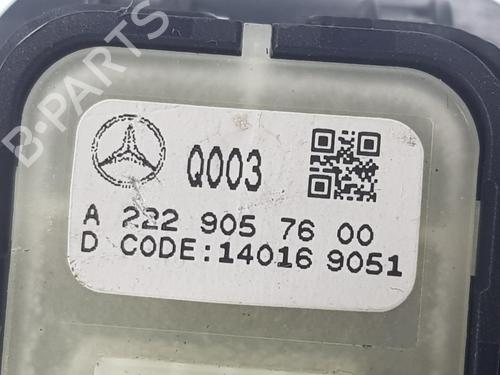 B-PARTS
Q003
A 222 905 76 00
D CODE:14016 9051